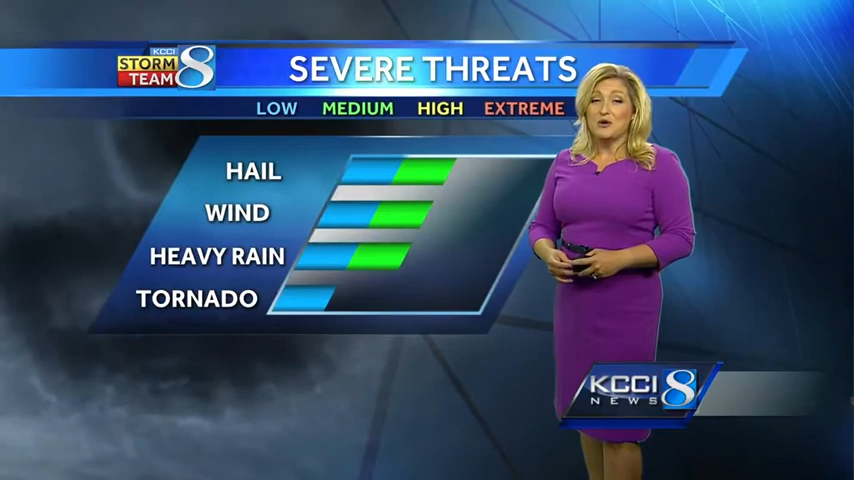 KCCI
STORM
TEAM 8
SEVERE THREATS
LOW MEDIUM HIGH EXTREME
HAIL
WIND
HEAVY RAIN
TORNADO
KCCI 8
NEWS